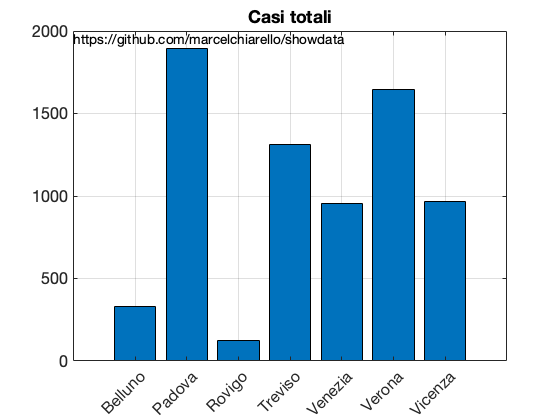 Casi totali
https://github.com/marcelchiarello/showdata
2000
1500
1000
500
0
Belluno
Padova
Rovigo
Treviso
Venezia
Verona
Vicenza